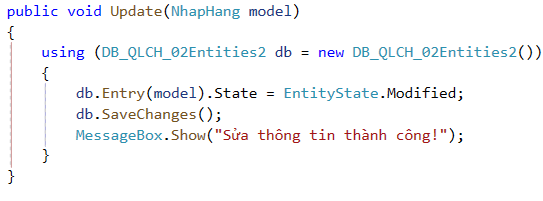 public void Update(NhapHang model)
{
using (DB_QLCH_02Entities2 db = new DB_QLCH_02Entities2())
{
db.Entry(model).State = EntityState.Modified;
db.SaveChanges();
MessageBox.Show("Sửa thông tin thành công!");
}
}